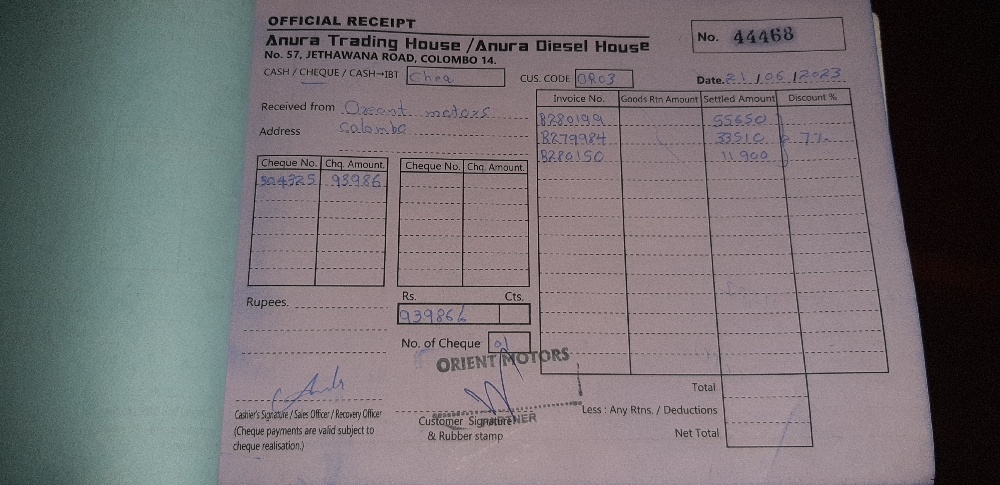 OFFICIAL RECEIPT
Anura Trading House /Anura Diesel House
No. 57, JETHAWANA ROAD, COLOMBO 14.
No. 44468
CASH / CHEQUE / CASH→IBT Cheq
CUS. CODE OR03
Date. 21 / 06 / 2023
Received from Oreant motors
Address Colombo
Invoice No. Goods Rtn Amount Settled Amount Discount %
B280199 55650
B279984 33510 7%
B280150 11900
Cheque No. Chq. Amount.
504325 93986
Cheque No. Chq. Amount.
Rupees.
Rs. Cts.
93986
No. of Cheque 01
ORIENT MOTORS
PARTNER
Cashier's Signature / Sales Officer / Recovery Officer
(Cheque payments are valid subject to
cheque realisation.)
Customer Signature
& Rubber stamp
Total
Less : Any Rtns. / Deductions
Net Total